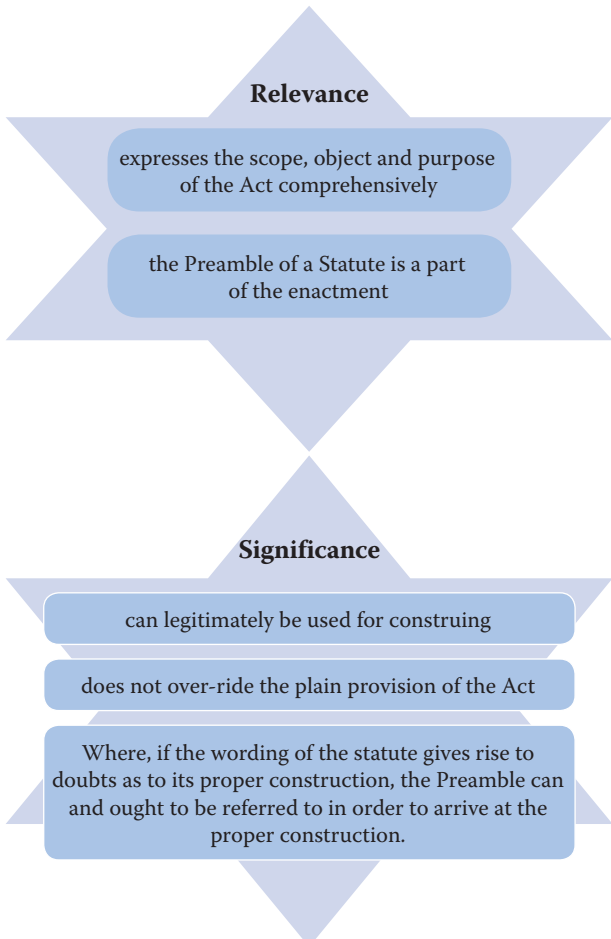 Relevance
expresses the scope, object and purpose
of the Act comprehensively
the Preamble of a Statute is a part
of the enactment
Significance
can legitimately be used for construing
does not over-ride the plain provision of the Act
Where, if the wording of the statute gives rise to
doubts as to its proper construction, the Preamble can
and ought to be referred to in order to arrive at the
proper construction.